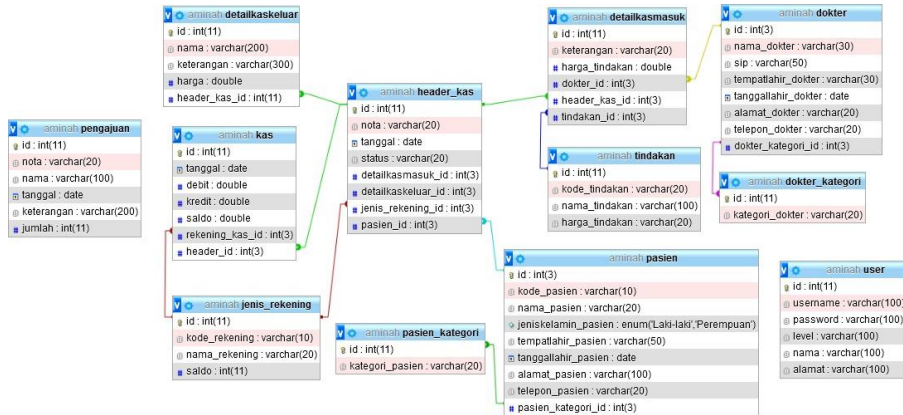 aminah detailkaskeluar
id : int(11)
nama : varchar(200)
keterangan : varchar(300)
harga : double
header_kas_id : int(11)
aminah pengajuan
id : int(11)
nota : varchar(20)
nama : varchar(100)
tanggal : date
keterangan : varchar(200)
jumlah : int(11)
aminah kas
id : int(11)
tanggal : date
debit : double
kredit : double
saldo : double
rekening_kas_id : int(3)
header_id : int(3)
aminah jenis_rekening
id : int(11)
kode_rekening : varchar(10)
nama_rekening : varchar(20)
saldo : int(11)
aminah header_kas
id : int(11)
nota : varchar(20)
tanggal : date
status : varchar(20)
detailkasmasuk_id : int(3)
detailkaskeluar_id : int(3)
jenis_rekening_id : int(3)
pasien_id : int(3)
aminah pasien_kategori
id : int(11)
kategori_pasien : varchar(20)
aminah detailkasmasuk
id : int(11)
keterangan : varchar(20)
harga_tindakan : double
dokter_id : int(3)
header_kas_id : int(3)
tindakan_id : int(3)
aminah tindakan
id : int(11)
kode_tindakan : varchar(20)
nama_tindakan : varchar(100)
harga_tindakan : varchar(20)
aminah pasien
id : int(3)
kode_pasien : varchar(10)
nama_pasien : varchar(20)
jeniskelamin_pasien : enum('Laki-laki','Perempuan')
tempatlahir_pasien : varchar(50)
tanggallahir_pasien : date
alamat_pasien : varchar(100)
telepon_pasien : varchar(20)
pasien_kategori_id : int(3)
aminah dokter
id : int(3)
nama_dokter : varchar(30)
sip : varchar(50)
tempatlahir_dokter : varchar(30)
tanggallahir_dokter : date
alamat_dokter : varchar(20)
telepon_dokter : varchar(20)
dokter_kategori_id : int(3)
aminah dokter_kategori
id : int(11)
kategori_dokter : varchar(20)
aminah user
id : int(11)
username : varchar(100)
password : varchar(100)
level : varchar(100)
nama : varchar(100)
alamat : varchar(100)